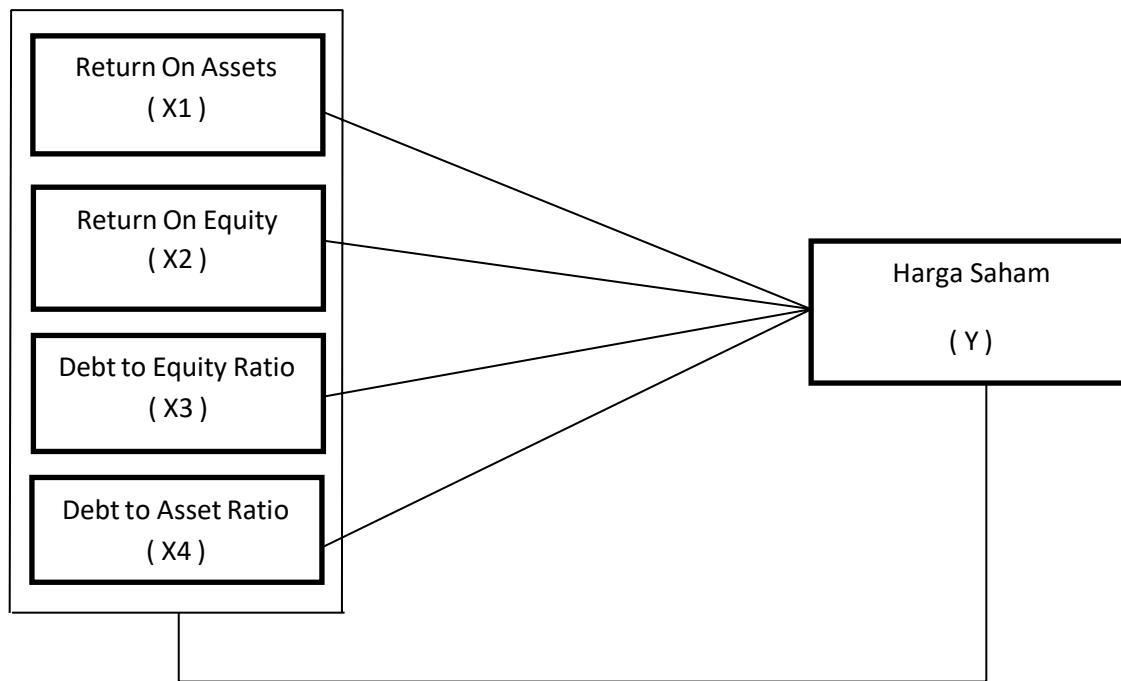 Return On Assets
( X1 )
Return On Equity
( X2 )
Debt to Equity Ratio
( X3 )
Debt to Asset Ratio
( X4 )
Harga Saham
( Y )